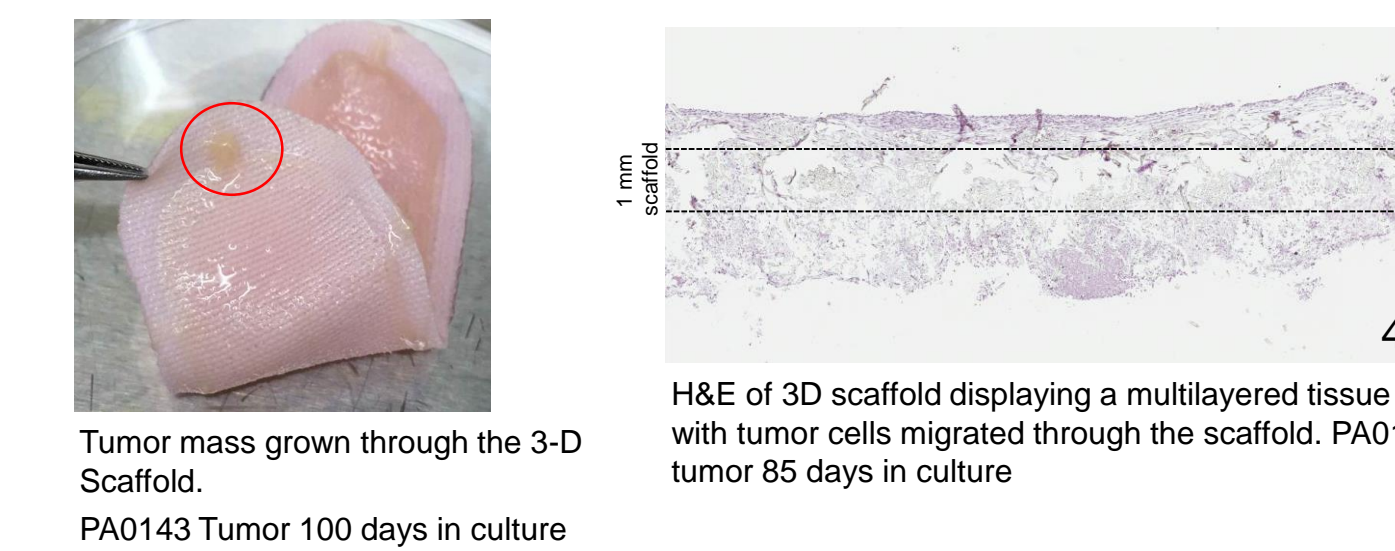 1 mm
scaffold
Tumor mass grown through the 3-D
Scaffold.
PA0143 Tumor 100 days in culture
H&E of 3D scaffold displaying a multilayered tissue
with tumor cells migrated through the scaffold.
tumor 85 days in culture